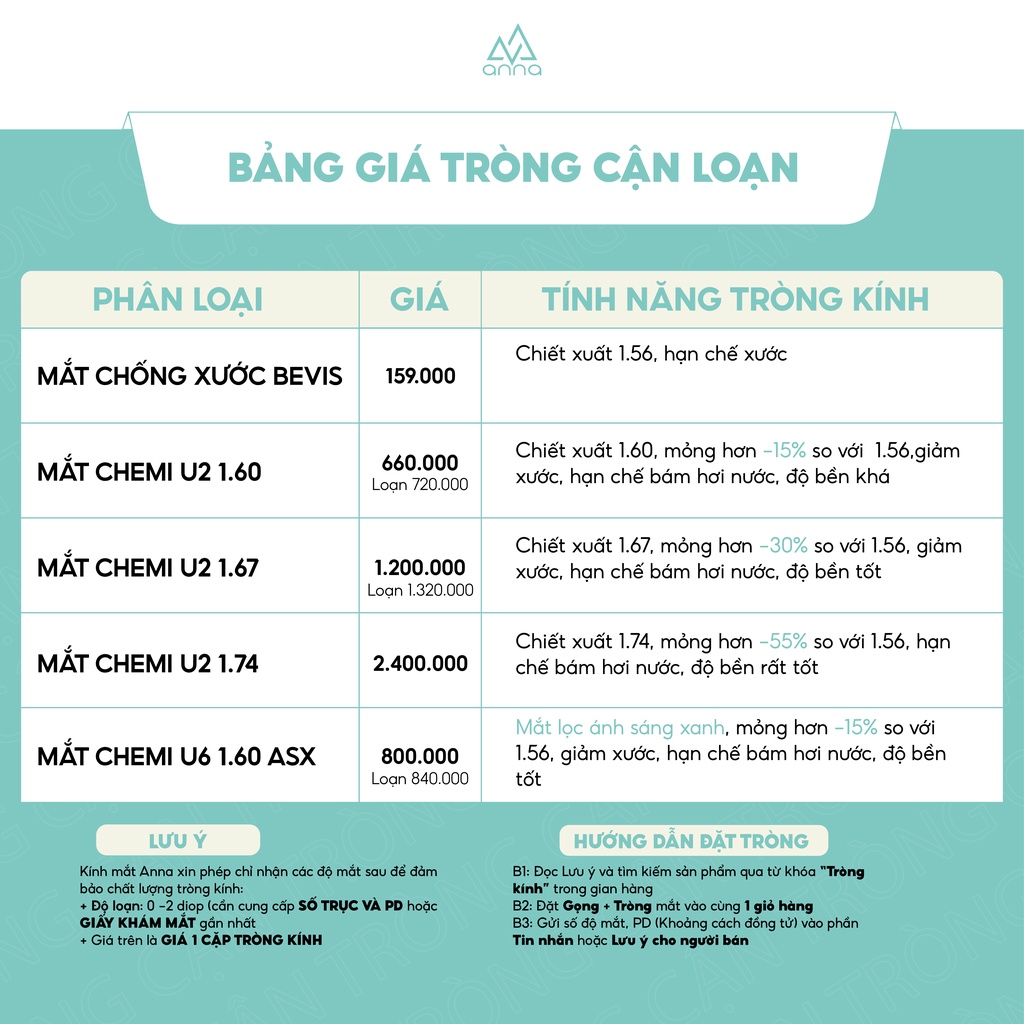 anna
BẢNG GIÁ TRÒNG CẬN LOẠN
PHÂN LOẠI
GIÁ
TÍNH NĂNG TRÒNG KÍNH
MẮT CHỐNG XƯỚC BEVIS
159.000
Chiết xuất 1.56, hạn chế xước
MẮT CHEMI U2 1.60
660.000
Loạn 720.000
Chiết xuất 1.60, mỏng hơn -15% so với 1.56,giảm
xước, hạn chế bám hơi nước, độ bền khá
MẮT CHEMI U2 1.67
1.200.000
Loạn 1.320.000
Chiết xuất 1.67, mỏng hơn -30% so với 1.56, giảm
xước, hạn chế bám hơi nước, độ bền tốt
MẮT CHEMI U2 1.74
2.400.000
Chiết xuất 1.74, mỏng hơn -55% so với 1.56, hạn
chế bám hơi nước, độ bền rất tốt
MẮT CHEMI U6 1.60 ASX
800.000
Loạn 840.000
Mắt lọc ánh sáng xanh, mỏng hơn -15% so với
1.56, giảm xước, hạn chế bám hơi nước, độ bền
tốt
LƯU Ý
Kính mắt Anna xin phép chỉ nhận các độ mắt sau để đảm
bảo chất lượng tròng kính:
+ Độ loạn: 0 -2 diop (cần cung cấp SỐ TRỤC VÀ PD hoặc
GIẤY KHÁM MẮT gần nhất
+ Giá trên là GIÁ 1 CẶP TRÒNG KÍNH
HƯỚNG DẪN ĐẶT TRÒNG
B1: Đọc Lưu ý và tìm kiếm sản phẩm qua từ khóa "Tròng
kính" trong gian hàng
B2: Đặt Gọng + Tròng mắt vào cùng 1 giỏ hàng
B3: Gửi số độ mắt, PD (Khoảng cách đồng tử) vào phần
Tin nhắn hoặc Lưu ý cho người bán